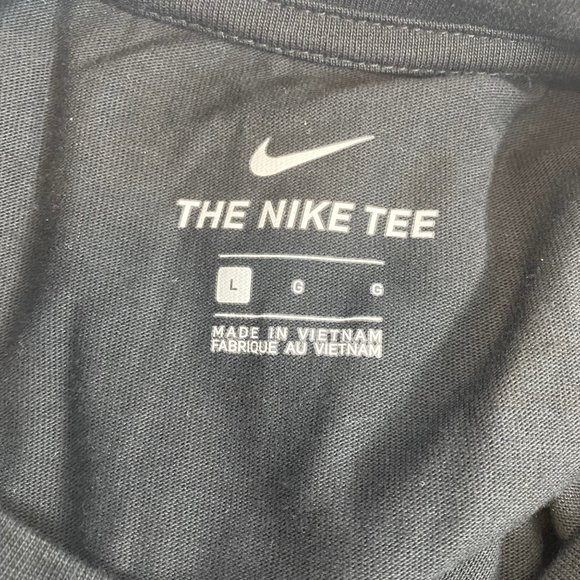 THE NIKE TEE
L G G
MADE IN VIETNAM
FABRIQUE AU VIETNAM